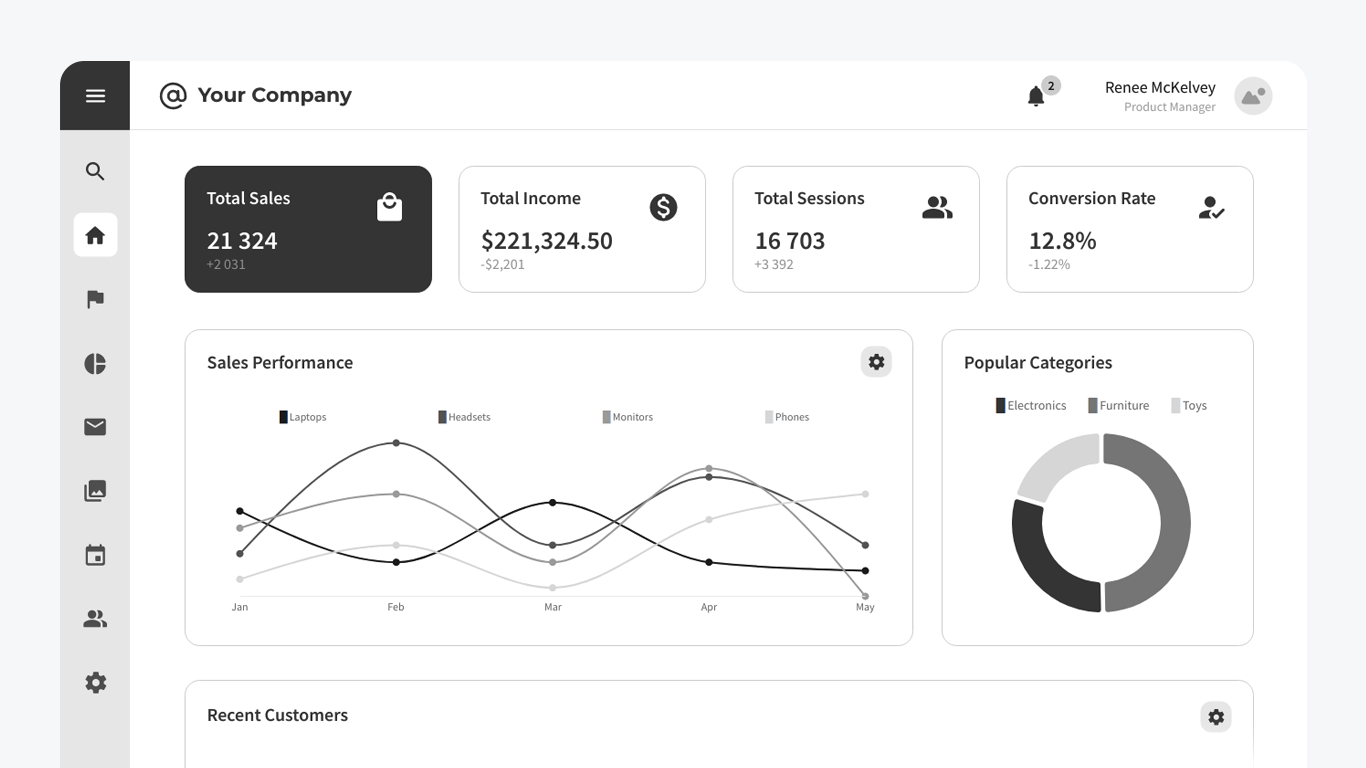 @ Your Company
2
Renee McKelvey
Product Manager
Total Sales
21 324
+2 031
Total Income
$
$221,324.50
-$2,201
Total Sessions
16 703
+3 392
Conversion Rate
12.8%
-1.22%
Sales Performance
Laptops
Headsets
Monitors
Phones
Jan
Feb
Mar
Apr
May
Popular Categories
Electronics
Furniture
Toys
Recent Customers